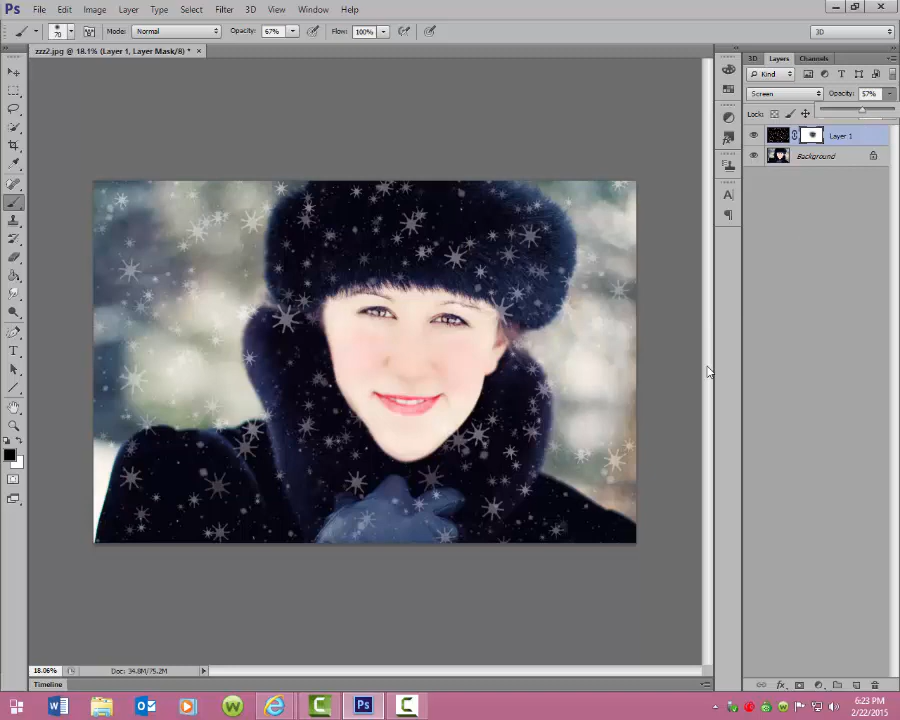 Ps File Edit Image Layer Type Select Filter 3D View Window Help
70 Mode: Normal Opacity: 67% Flow: 100% 3D
zzz2.jpg @ 18.1% (Layer 1, Layer Mask/8) * ×
3D Layers Channels
Kind
Screen Opacity: 57%
Lock:
Layer 1
Background
18.06% Doc: 34.8M/75.2M
Timeline
6:23 PM
2/22/2015